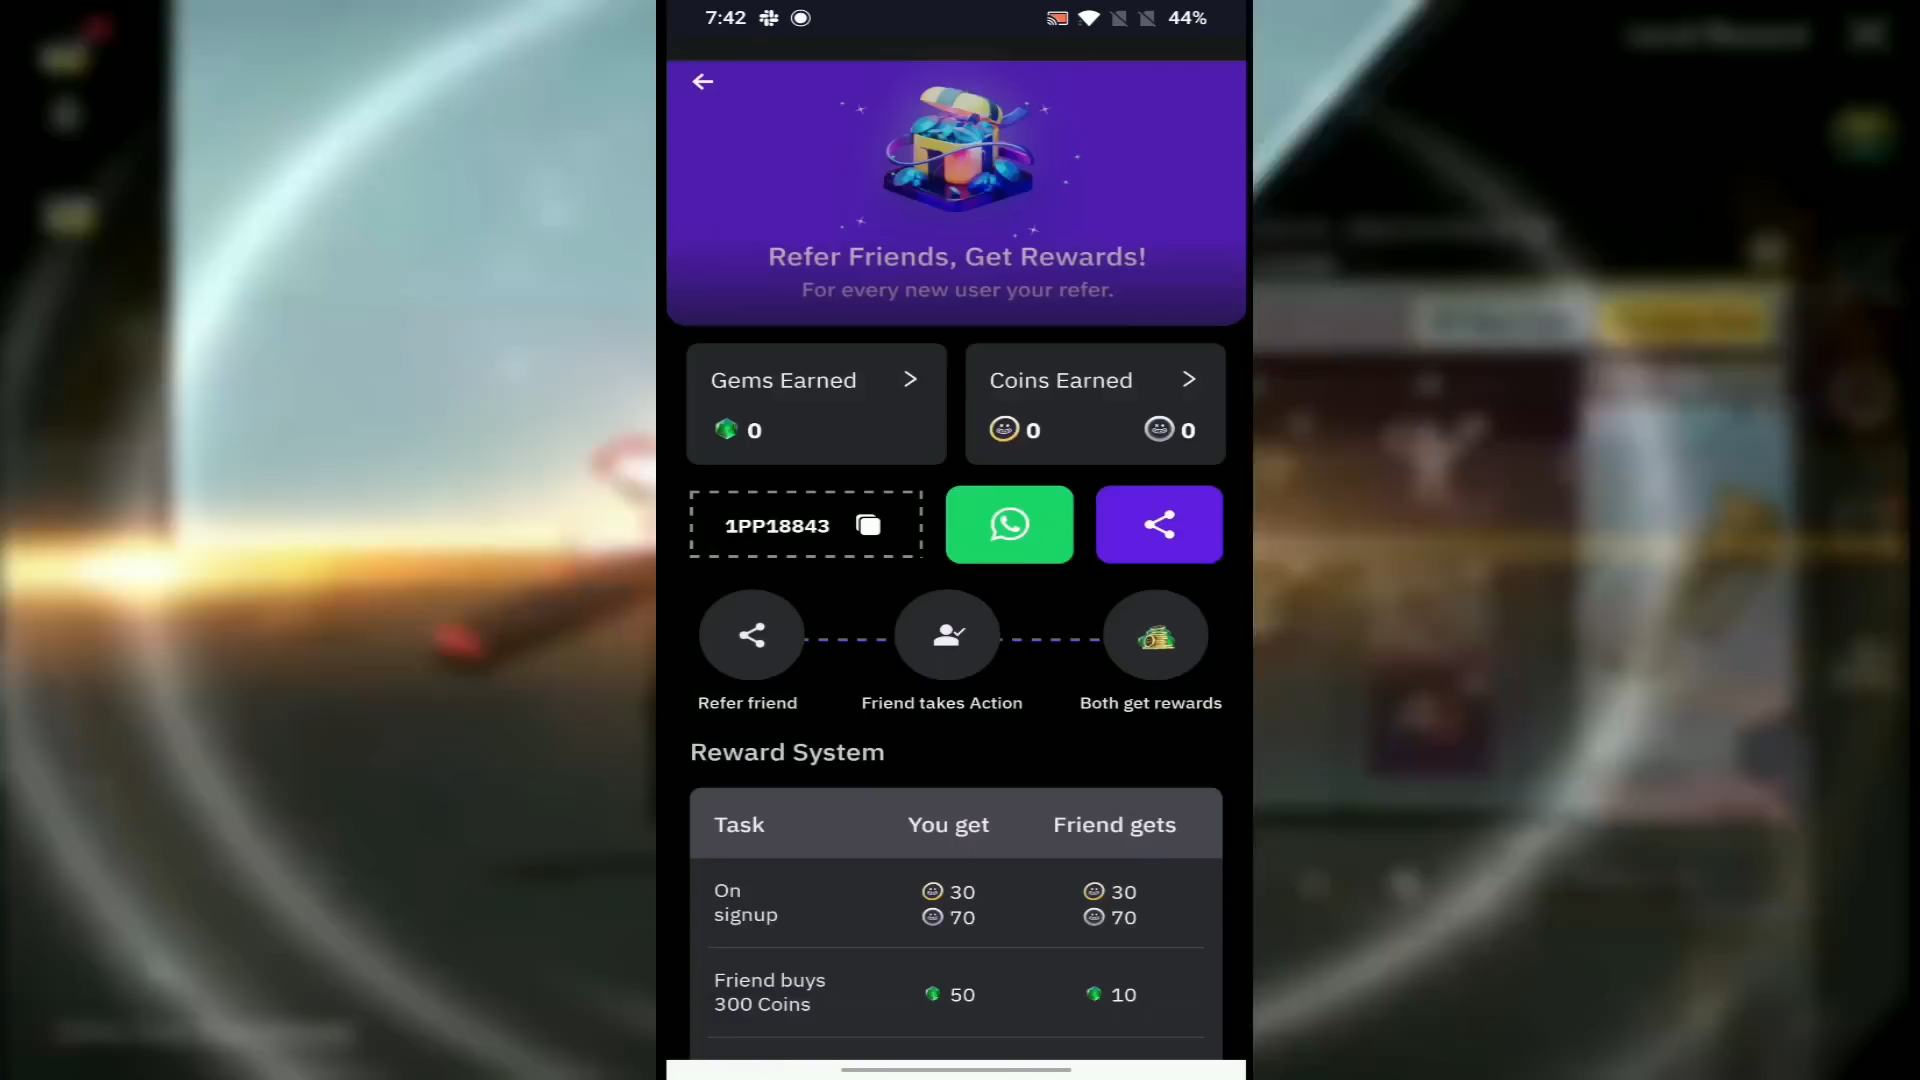 7:42 44%
Refer Friends, Get Rewards!
For every new user your refer.
Gems Earned
0
Coins Earned
0 0
1PP18843
Refer friend
Friend takes Action
Both get rewards
Reward System
Task You get Friend gets
On signup
30 30
70 70
Friend buys
300 Coins
50 10